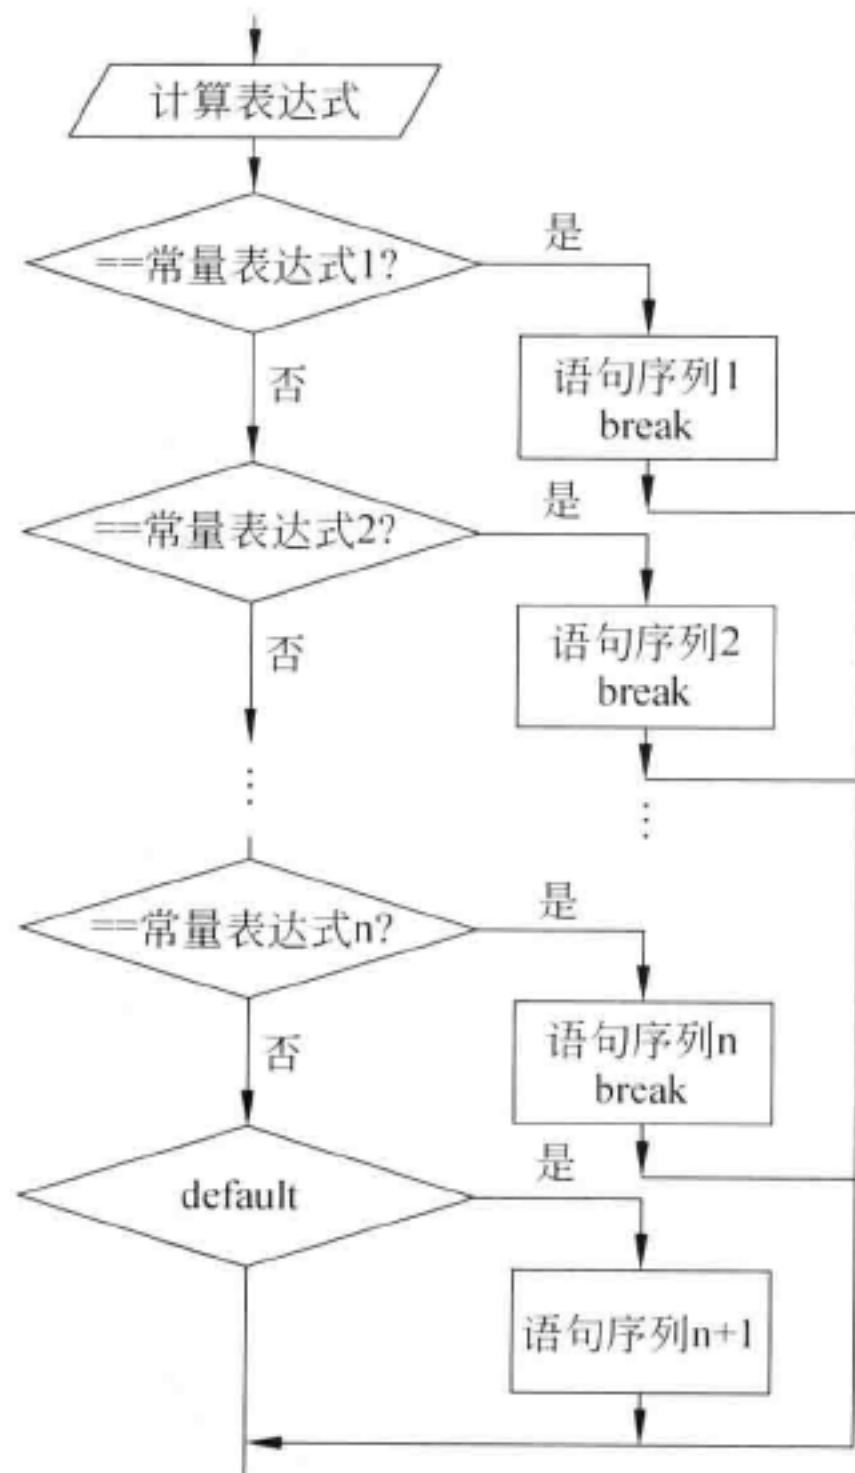 计算表达式
==常量表达式1?
是
否
语句序列1
break
==常量表达式2?
是
否
语句序列2
break
⋮
⋮
==常量表达式n?
是
否
语句序列n
break
default
是
语句序列n+1